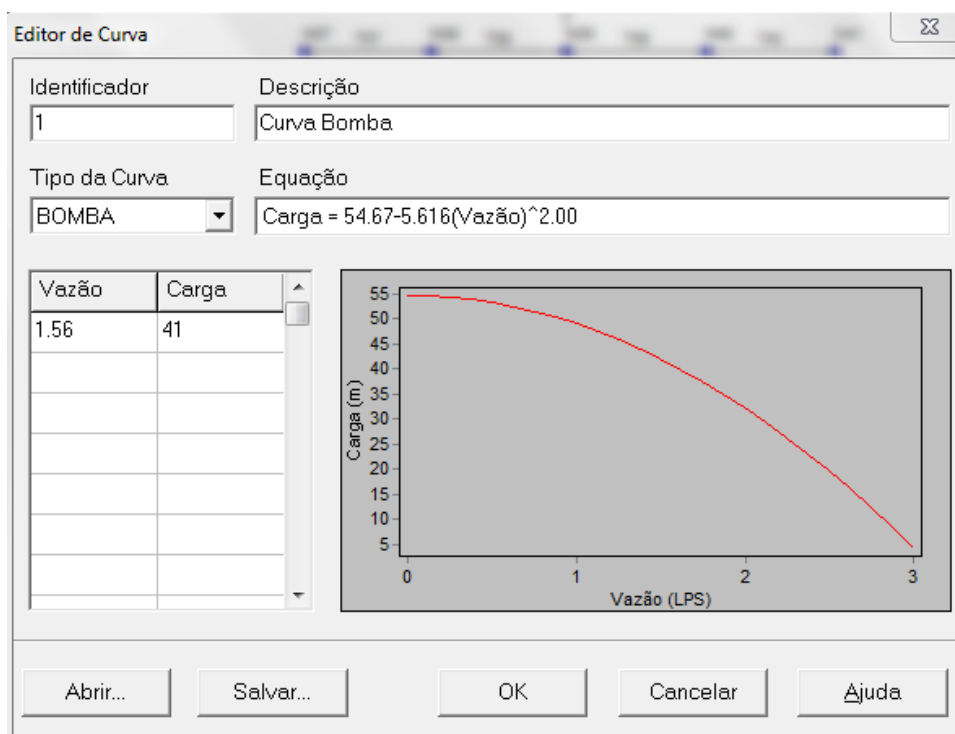 Editor de Curva
Identificador Descrição
1 Curva Bomba
Tipo da Curva Equação
BOMBA Carga = 54.67-5.616(Vazão)^2.00
Vazão Carga
1.56 41
55
50
45
40
35
30
25
20
15
10
5
Carga (m)
0 1 2 3
Vazão (LPS)
Abrir... Salvar... OK Cancelar Ajuda